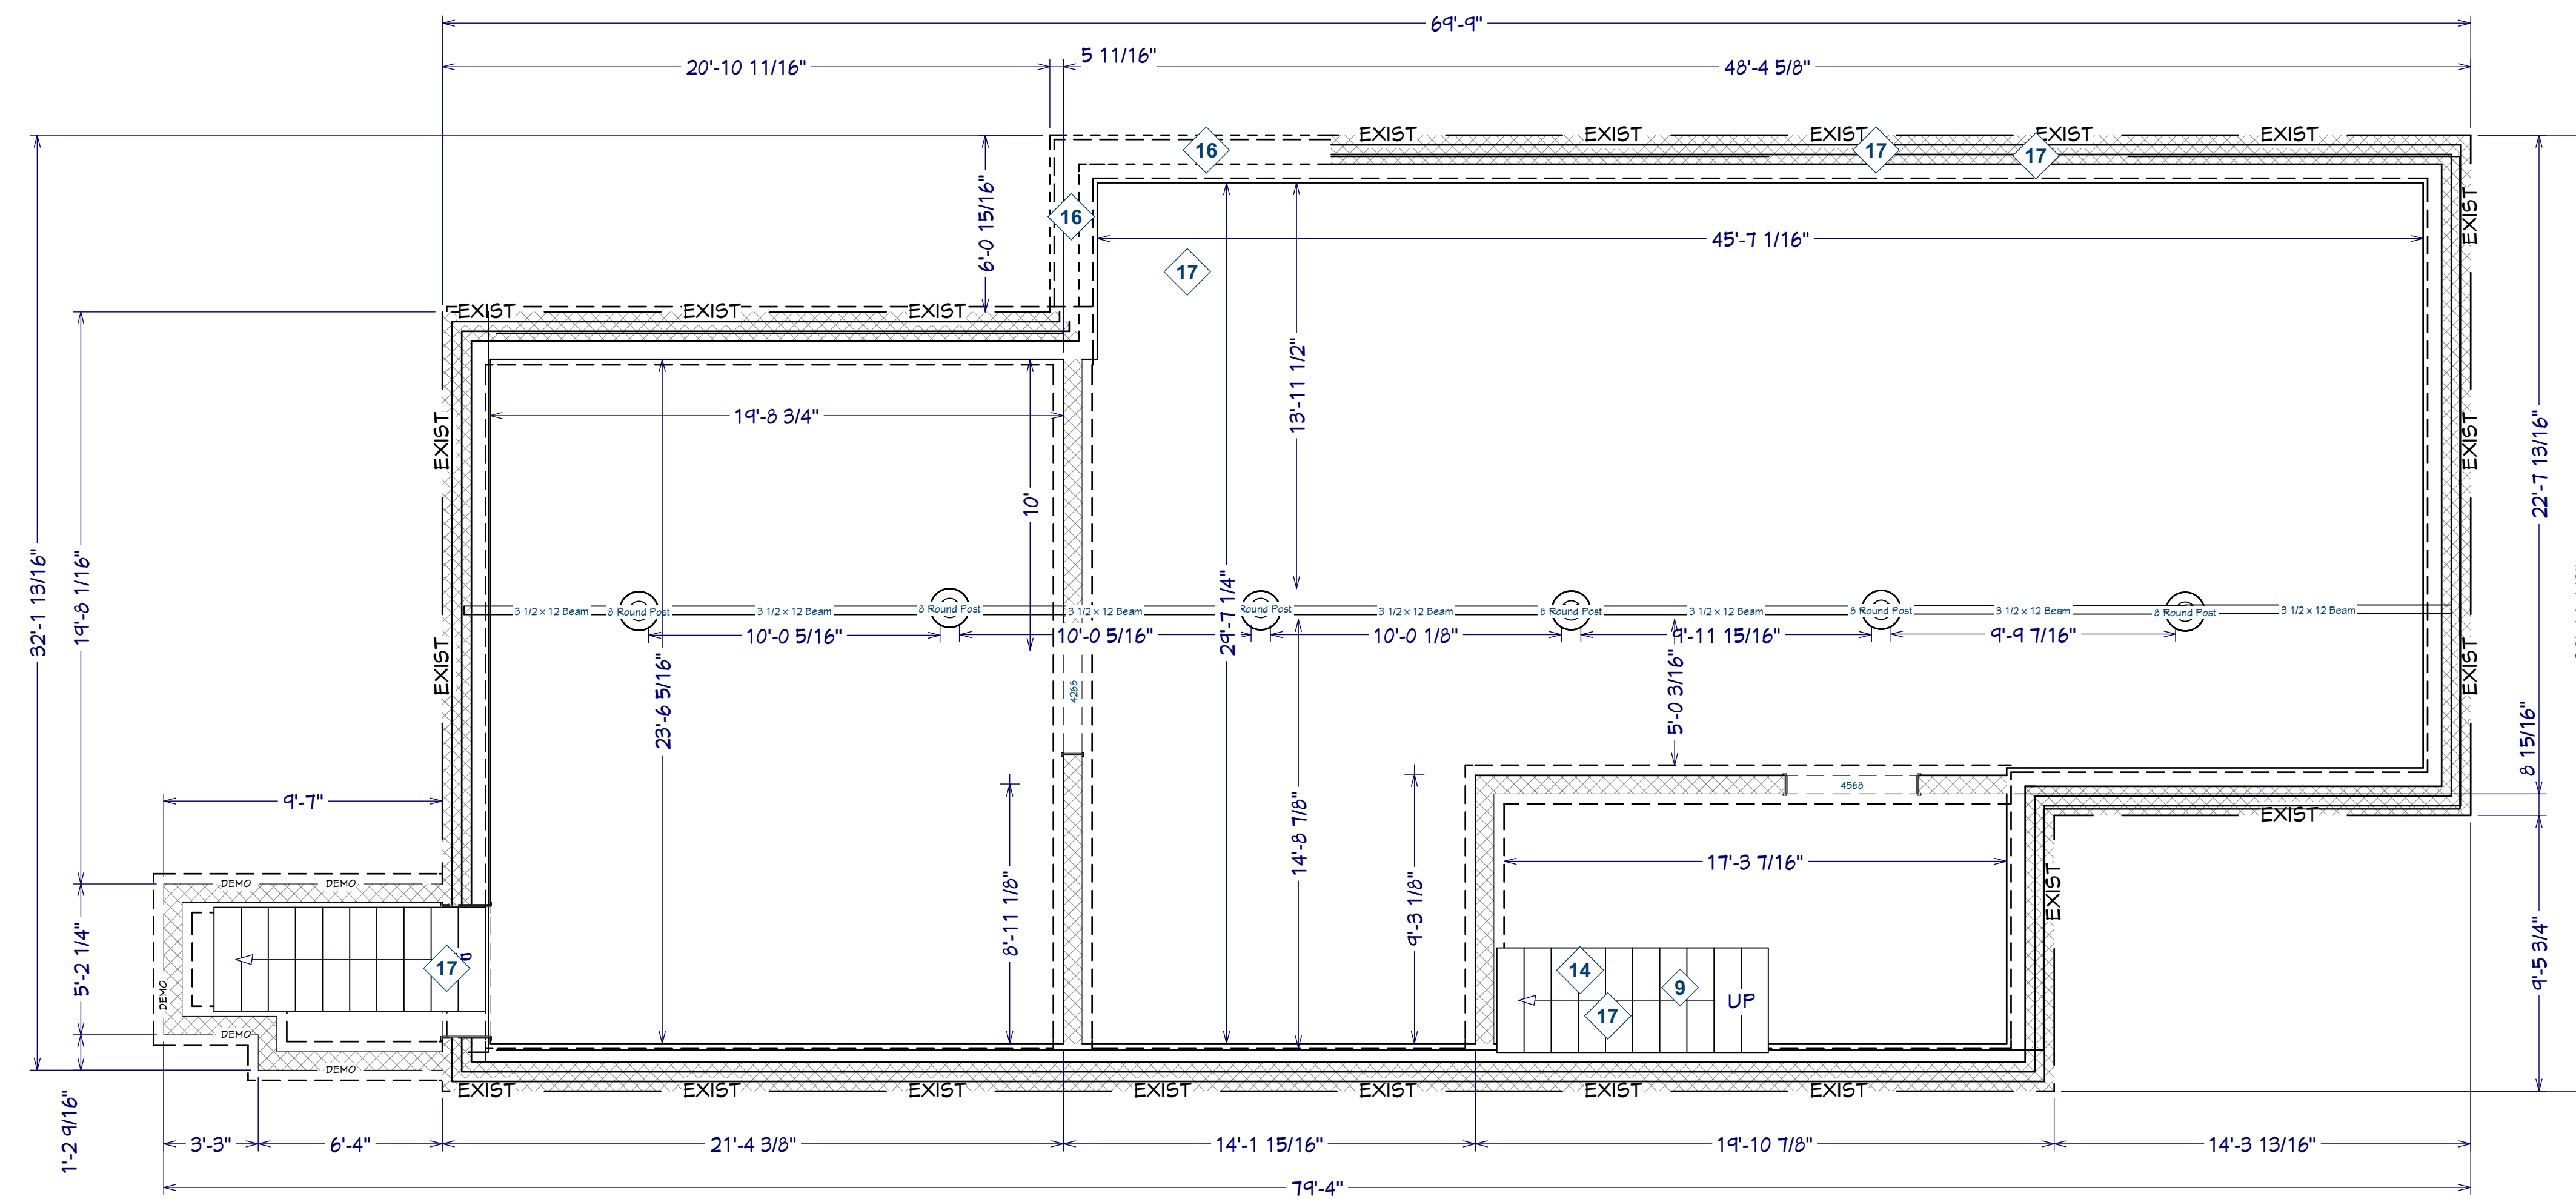 69'-9"
5 11/16"
20'-10 11/16"
48'-4 5/8"
EXIST EXIST EXIST EXIST EXIST
16
17
17
6'-0 15/16"
16
EXIST
45'-7 1/16"
17
EXIST EXIST EXIST
13'-11 1/2"
19'-8 3/4"
EXIST
EXIST
22'-7 13/16"
10'
32'-1 13/16"
19'-8 1/16"
3 1/2 x 12 Beam
8 Round Post
3 1/2 x 12 Beam
8 Round Post
3 1/2 x 12 Beam
Round Post
3 1/2 x 12 Beam
8 Round Post
3 1/2 x 12 Beam
8 Round Post
3 1/2 x 12 Beam
8 Round Post
3 1/2 x 12 Beam
29'-7 1/4"
10'-0 5/16"
10'-0 5/16"
10'-0 1/8"
9'-11 15/16"
9'-9 7/16"
EXIST
EXIST
23'-6 5/16"
4268
5'-0 3/16"
8 15/16"
4568
9'-7"
EXIST
14'-8 7/8"
17'-3 7/16"
DEMO DEMO
EXIST
8'-11 1/8"
9'-3 1/8"
5'-2 1/4"
9'-5 3/4"
17
14
9
DEMO
UP
17
DEMO
DEMO
EXIST EXIST EXIST EXIST EXIST EXIST EXIST
1'-2 9/16"
3'-3"
6'-4"
21'-4 3/8"
14'-1 15/16"
19'-10 7/8"
14'-3 13/16"
79'-4"